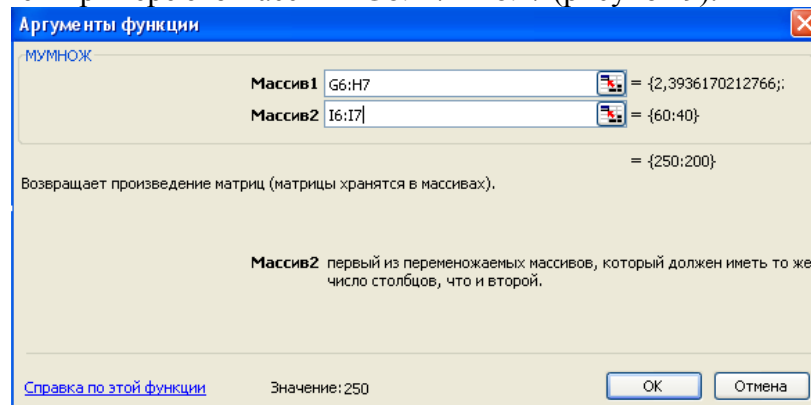 Аргументы функции
МУМНОЖ
Массив1 G6:H7 = {2,3936170212766;
Массив2 I6:I7 = {60:40}
= {250:200}
Возвращает произведение матриц (матрицы хранятся в массивах).
Массив2 первый из перемножаемых массивов, который должен иметь то же
число столбцов, что и второй.
Справка по этой функции Значение:250 ОК Отмена